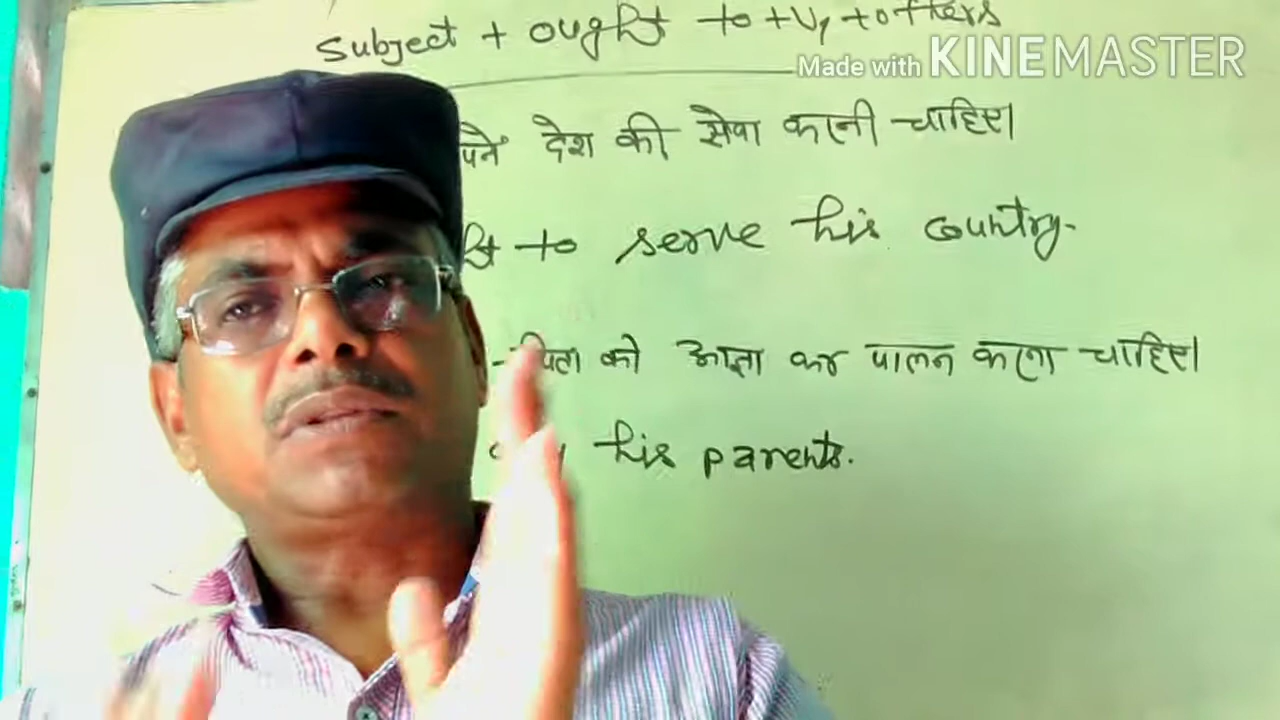 Subject + ought to + V1 + others
Made with KINEMASTER
देश की सेवा करनी चाहिए।
to serve his country.
को आज्ञा का पालन करना चाहिए।
his parents.